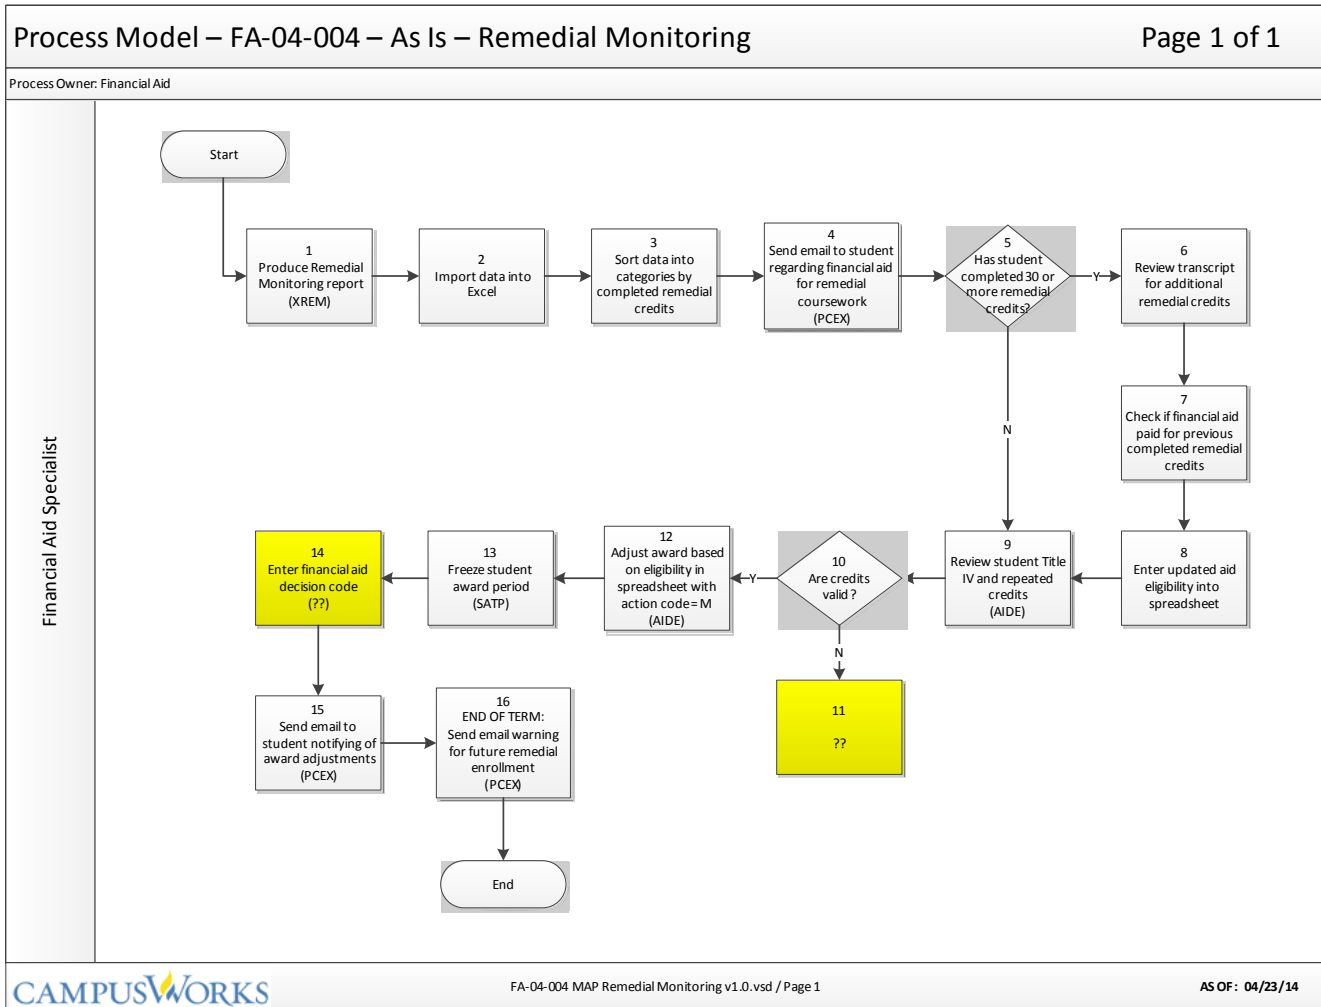 Process Model – FA-04-004 – As Is – Remedial Monitoring
Page 1 of 1
Process Owner: Financial Aid
Financial Aid Specialist
Start
1
Produce Remedial
Monitoring report
(XREM)
2
Import data into
Excel
3
Sort data into
categories by
completed remedial
credits
4
Send email to student
regarding financial aid
for remedial
coursework
(PCEX)
5
Has student
completed 30 or
more remedial
credits?
Y
6
Review transcript
for additional
remedial credits
N
7
Check if financial aid
paid for previous
completed remedial
credits
8
Enter updated aid
eligibility into
spreadsheet
9
Review student Title
IV and repeated
credits
(AIDE)
10
Are credits
valid?
Y
N
11
??
12
Adjust award based
on eligibility in
spreadsheet with
action code=M
(AIDE)
13
Freeze student
award period
(SATP)
14
Enter financial aid
decision code
(??)
15
Send email to
student notifying of
award adjustments
(PCEX)
16
END OF TERM:
Send email warning
for future remedial
enrollment
(PCEX)
End
CAMPUSWORKS
FA-04-004 MAP Remedial Monitoring v1.0.vsd / Page 1
AS OF: 04/23/14